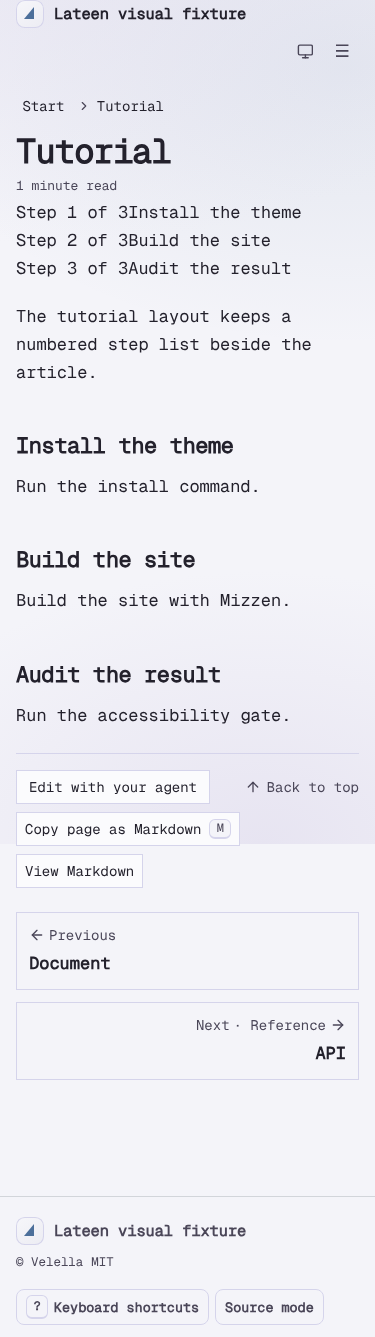 Lateen visual fixture
Start > Tutorial
Tutorial
1 minute read
Step 1 of 3Install the theme
Step 2 of 3Build the site
Step 3 of 3Audit the result
The tutorial layout keeps a
numbered step list beside the
article.
Install the theme
Run the install command.
Build the site
Build the site with Mizzen.
Audit the result
Run the accessibility gate.
Edit with your agent
↑ Back to top
Copy page as Markdown M
View Markdown
← Previous
Document
Next · Reference →
API
Lateen visual fixture
© Velella MIT
? Keyboard shortcuts
Source mode